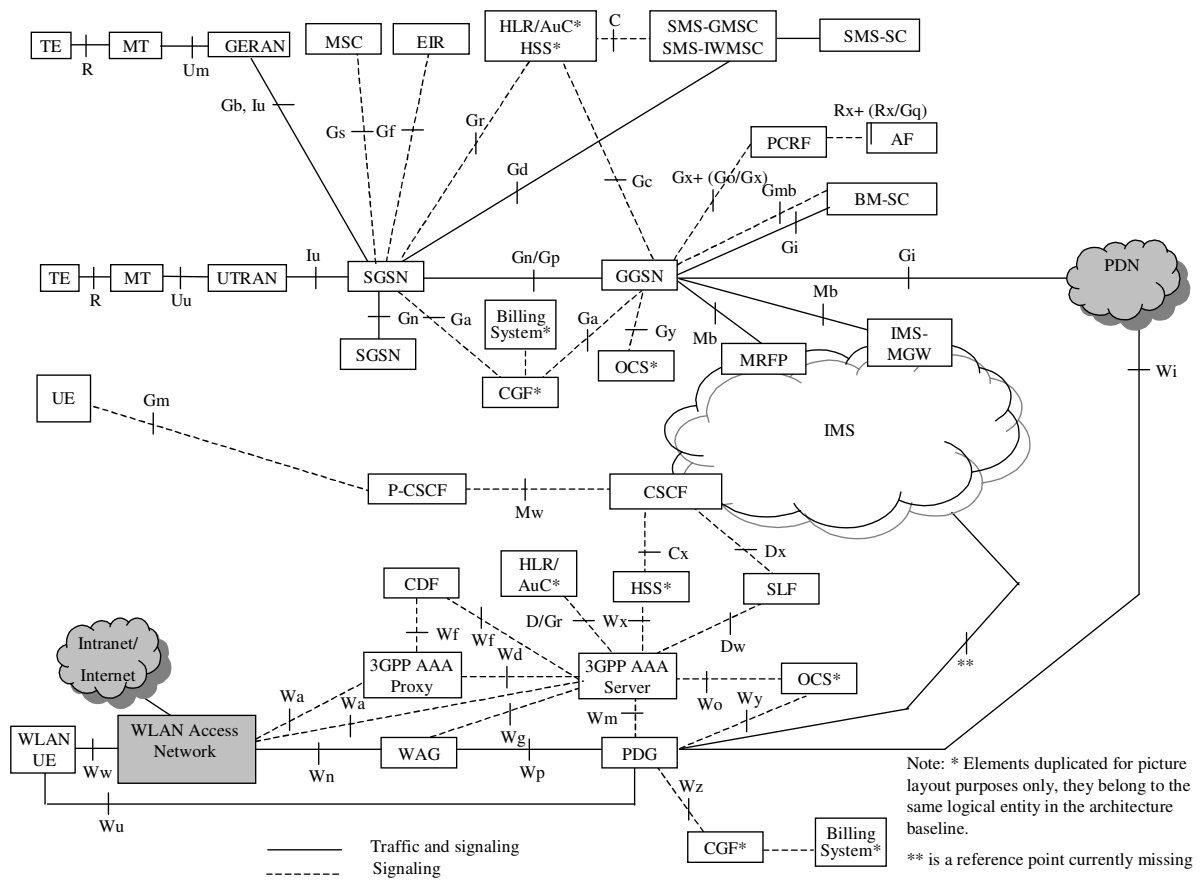 HLR/AuC*
HSS*
C
SMS-GMSC
SMS-IWMSC
SMS-SC
TE
MT
GERAN
MSC
EIR
R
Um
Gb, Iu
Gs
Gf
Gr
Gd
Gc
Rx+ (Rx/Gq)
PCRF
AF
Gx+ (Go/Gx)
Gmb
BM-SC
Gi
TE
MT
UTRAN
Iu
SGSN
Gn/Gp
GGSN
Gi
PDN
R
Uu
Gn
Ga
Billing
System*
Ga
Gy
Mb
Mb
IMS-
MGW
SGSN
OCS*
MRFP
CGF*
Wi
UE
Gm
IMS
P-CSCF
Mw
CSCF
Cx
Dx
HLR/
AuC*
HSS*
SLF
CDF
D/Gr
Wx
Dw
Wf
Wf
Wd
Intranet/
Internet
3GPP AAA
Proxy
3GPP AAA
Server
OCS*
**
Wa
Wa
Wo
Wy
Wg
Wm
WLAN
UE
Ww
WLAN Access
Network
Wn
WAG
Wp
PDG
Wu
Wz
CGF*
Billing
System*
Note: * Elements duplicated for picture
layout purposes only, they belong to the
same logical entity in the architecture
baseline.
** is a reference point currently missing
Traffic and signaling
Signaling